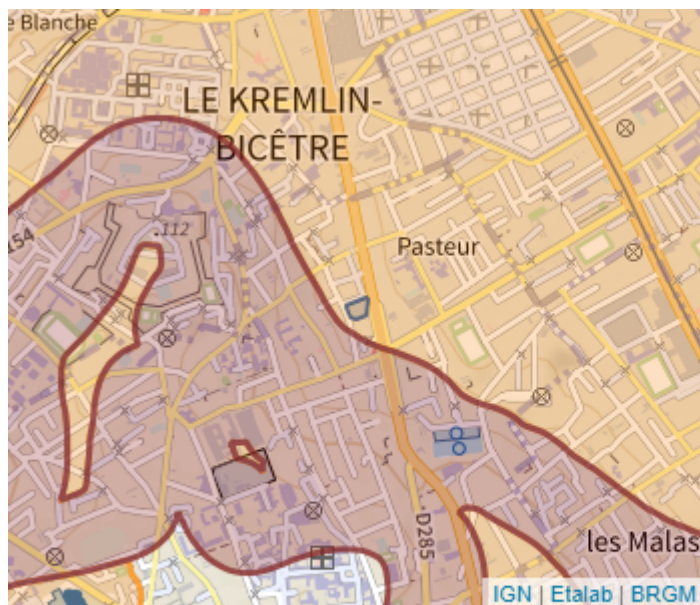 e Blanche
LE KREMLIN-
BICÊTRE
.112
154
Pasteur
D285
les Malas
IGN | Etalab | BRGM